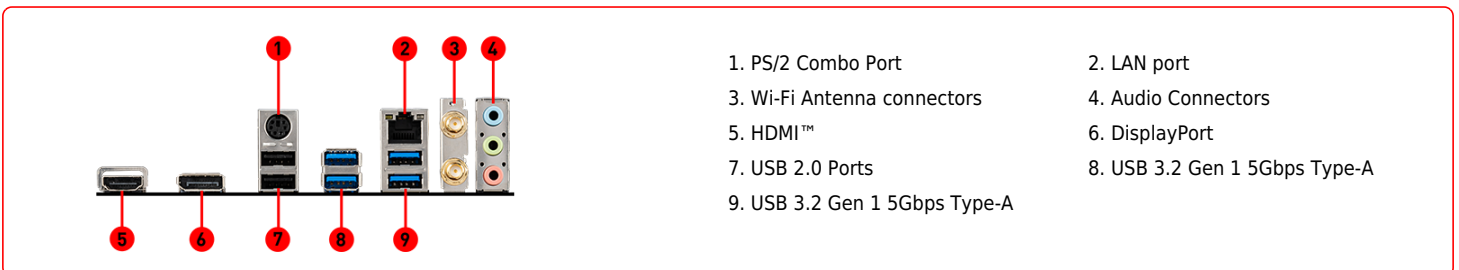 1 2 3 4
5 6 7 8 9
1. PS/2 Combo Port
2. LAN port
3. Wi-Fi Antenna connectors
4. Audio Connectors
5. HDMI™
6. DisplayPort
7. USB 2.0 Ports
8. USB 3.2 Gen 1 5Gbps Type-A
9. USB 3.2 Gen 1 5Gbps Type-A